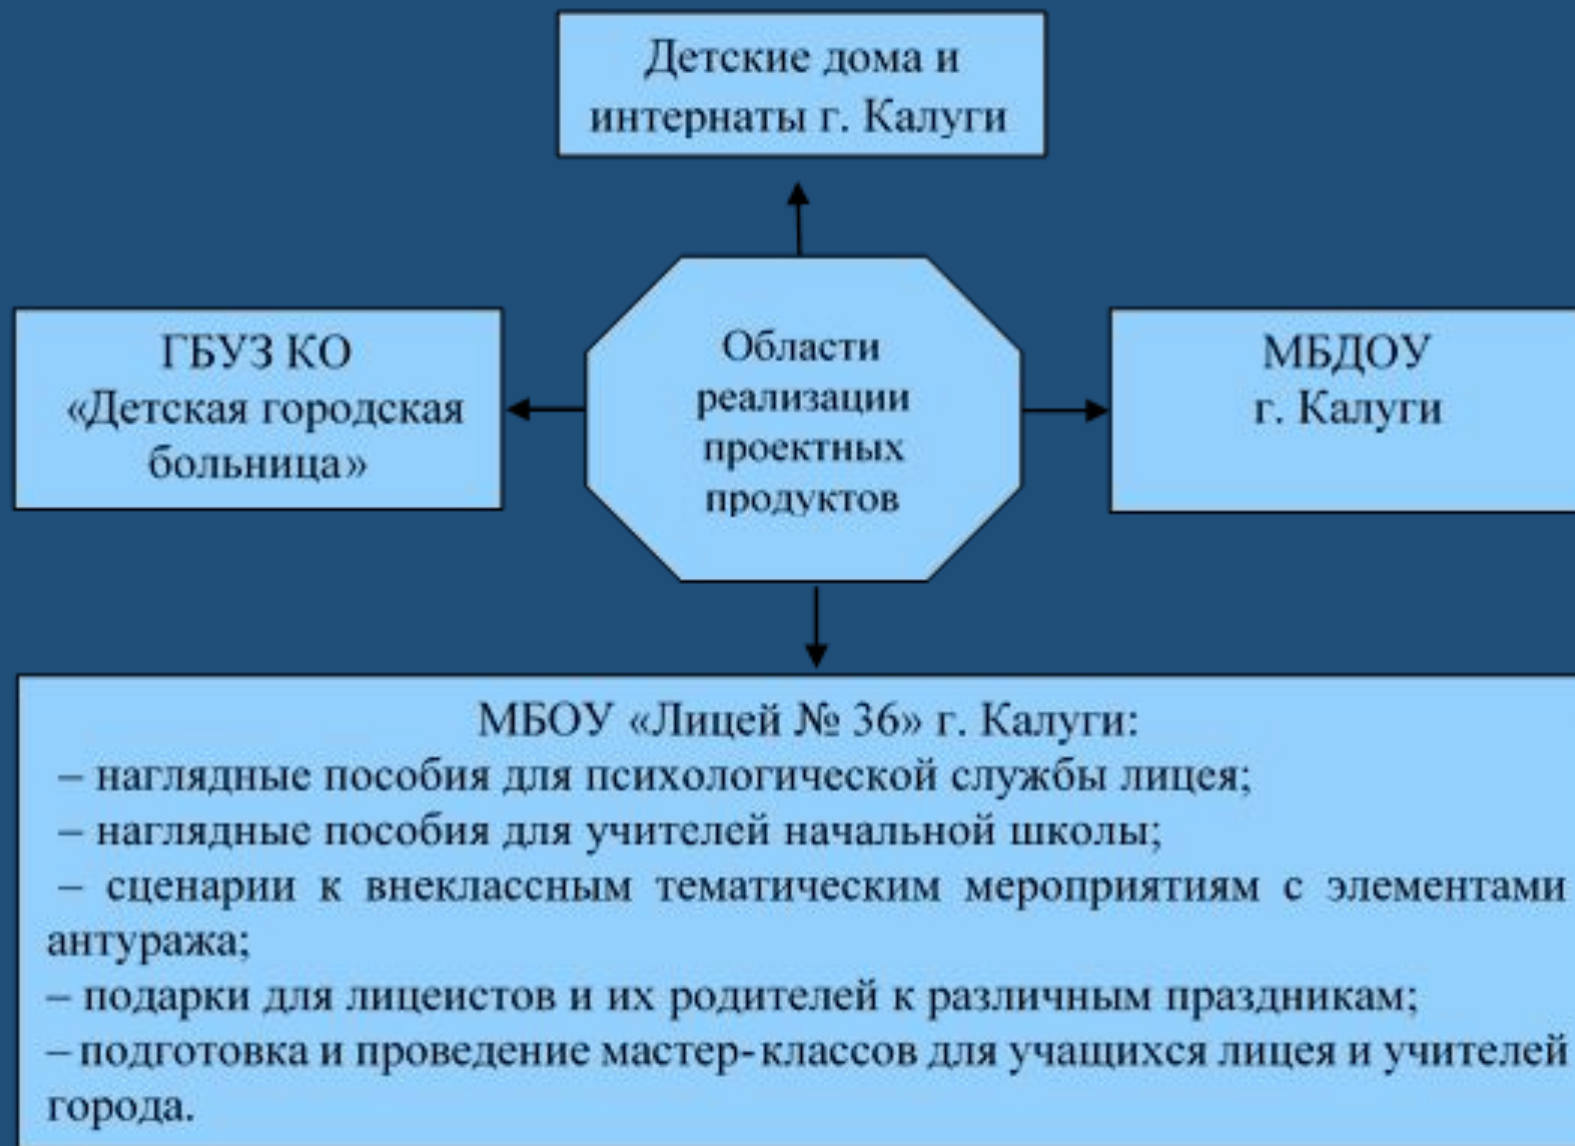 Детские дома и
интернаты г. Калуги
ГБУЗ КО
«Детская городская
больница»
Области
реализации
проектных
продуктов
МБДОУ
г. Калуги
МБОУ «Лицей № 36» г. Калуги:
– наглядные пособия для психологической службы лицея;
– наглядные пособия для учителей начальной школы;
– сценарии к внеклассным тематическим мероприятиям с элементами
антуража;
– подарки для лицеистов и их родителей к различным праздникам;
– подготовка и проведение мастер-классов для учащихся лицея и учителей
города.